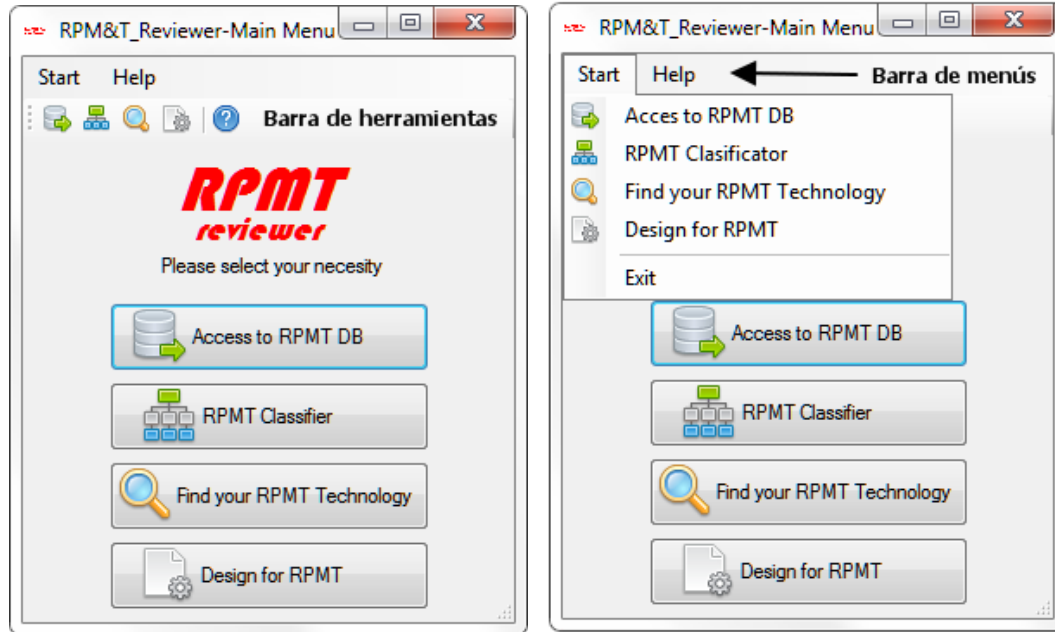 RPM&T_Reviewer-Main Menu
Start Help
Barra de herramientas
RPMT
reviewer
Please select your necesity
Access to RPMT DB
RPMT Classifier
Find your RPMT Technology
Design for RPMT
RPM&T_Reviewer-Main Menu
Start Help Barra de menús
Acces to RPMT DB
RPMT Clasificator
Find your RPMT Technology
Design for RPMT
Exit
Access to RPMT DB
RPMT Classifier
Find your RPMT Technology
Design for RPMT